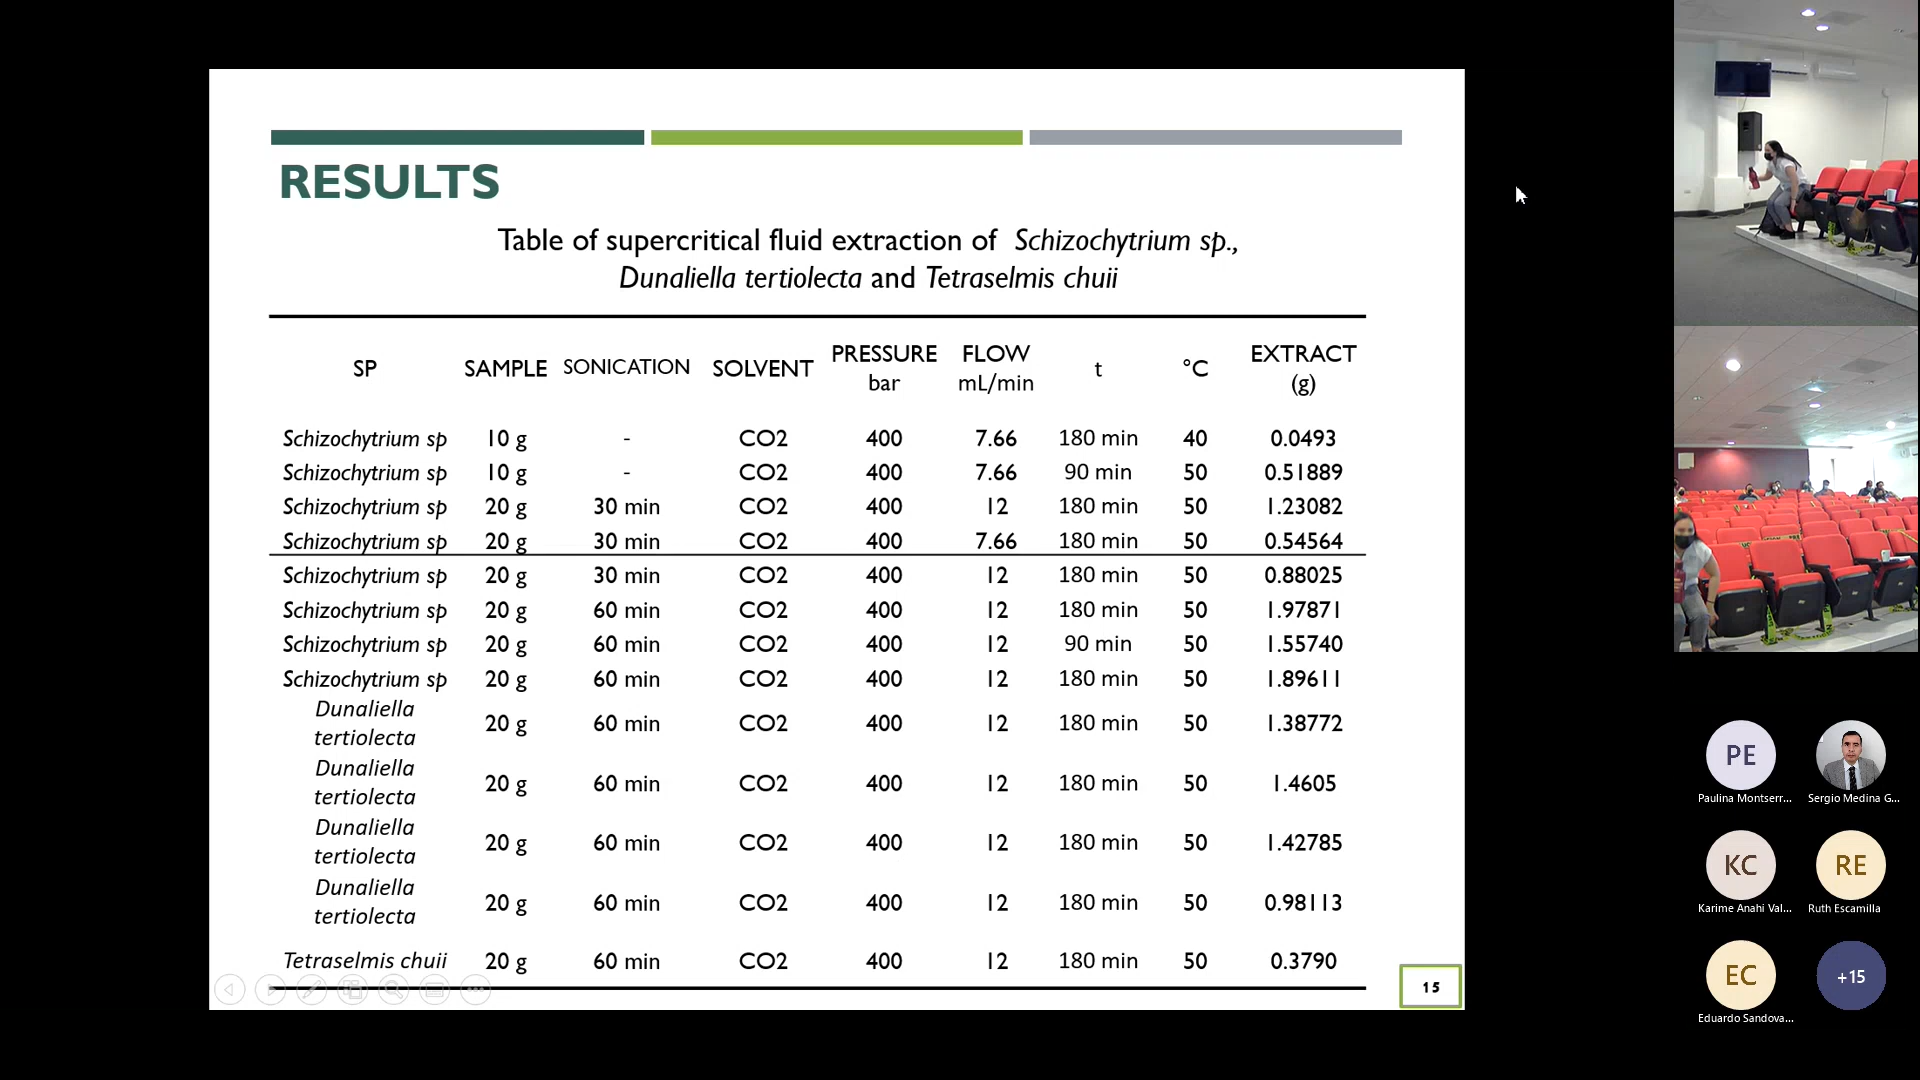 RESULTS
Table of supercritical fluid extraction of Schizochytrium sp.,
Dunaliella tertiolecta and Tetraselmis chuii
SP SAMPLE SONICATION SOLVENT PRESSURE bar FLOW mL/min t °C EXTRACT (g)
Schizochytrium sp 10 g - CO2 400 7.66 180 min 40 0.0493
Schizochytrium sp 10 g - CO2 400 7.66 90 min 50 0.51889
Schizochytrium sp 20 g 30 min CO2 400 12 180 min 50 1.23082
Schizochytrium sp 20 g 30 min CO2 400 7.66 180 min 50 0.54564
Schizochytrium sp 20 g 30 min CO2 400 12 180 min 50 0.88025
Schizochytrium sp 20 g 60 min CO2 400 12 180 min 50 1.97871
Schizochytrium sp 20 g 60 min CO2 400 12 90 min 50 1.55740
Schizochytrium sp 20 g 60 min CO2 400 12 180 min 50 1.89611
Dunaliella tertiolecta 20 g 60 min CO2 400 12 180 min 50 1.38772
Dunaliella tertiolecta 20 g 60 min CO2 400 12 180 min 50 1.4605
Dunaliella tertiolecta 20 g 60 min CO2 400 12 180 min 50 1.42785
Dunaliella tertiolecta 20 g 60 min CO2 400 12 180 min 50 0.98113
Tetraselmis chuii 20 g 60 min CO2 400 12 180 min 50 0.3790
15
PE
Paulina Montserr...
Sergio Medina G...
KC
Karime Anahi Val...
RE
Ruth Escamilla
EC
Eduardo Sandova...
+15